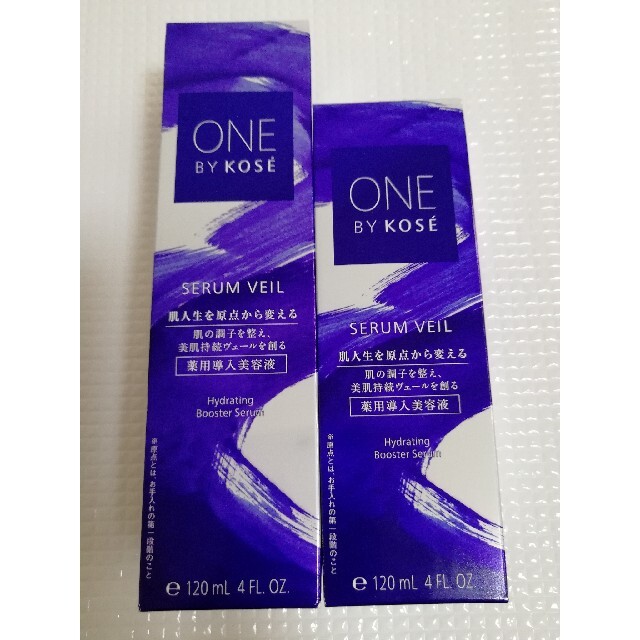 ONE
BY KOSÉ
SERUM VEIL
肌人生を原点から変える
肌の調子を整え、
美肌持続ヴェールを創る
薬用導入美容液
Hydrating
Booster Serum
※原点とは、お手入れの第一段階のこと
e 120 mL 4 FL. OZ.
ONE
BY KOSÉ
SERUM VEIL
肌人生を原点から変える
肌の調子を整え、
美肌持続ヴェールを創る
薬用導入美容液
Hydrating
Booster Serum
※原点とは、お手入れの第一段階のこと
e 120 mL 4 FL. OZ.